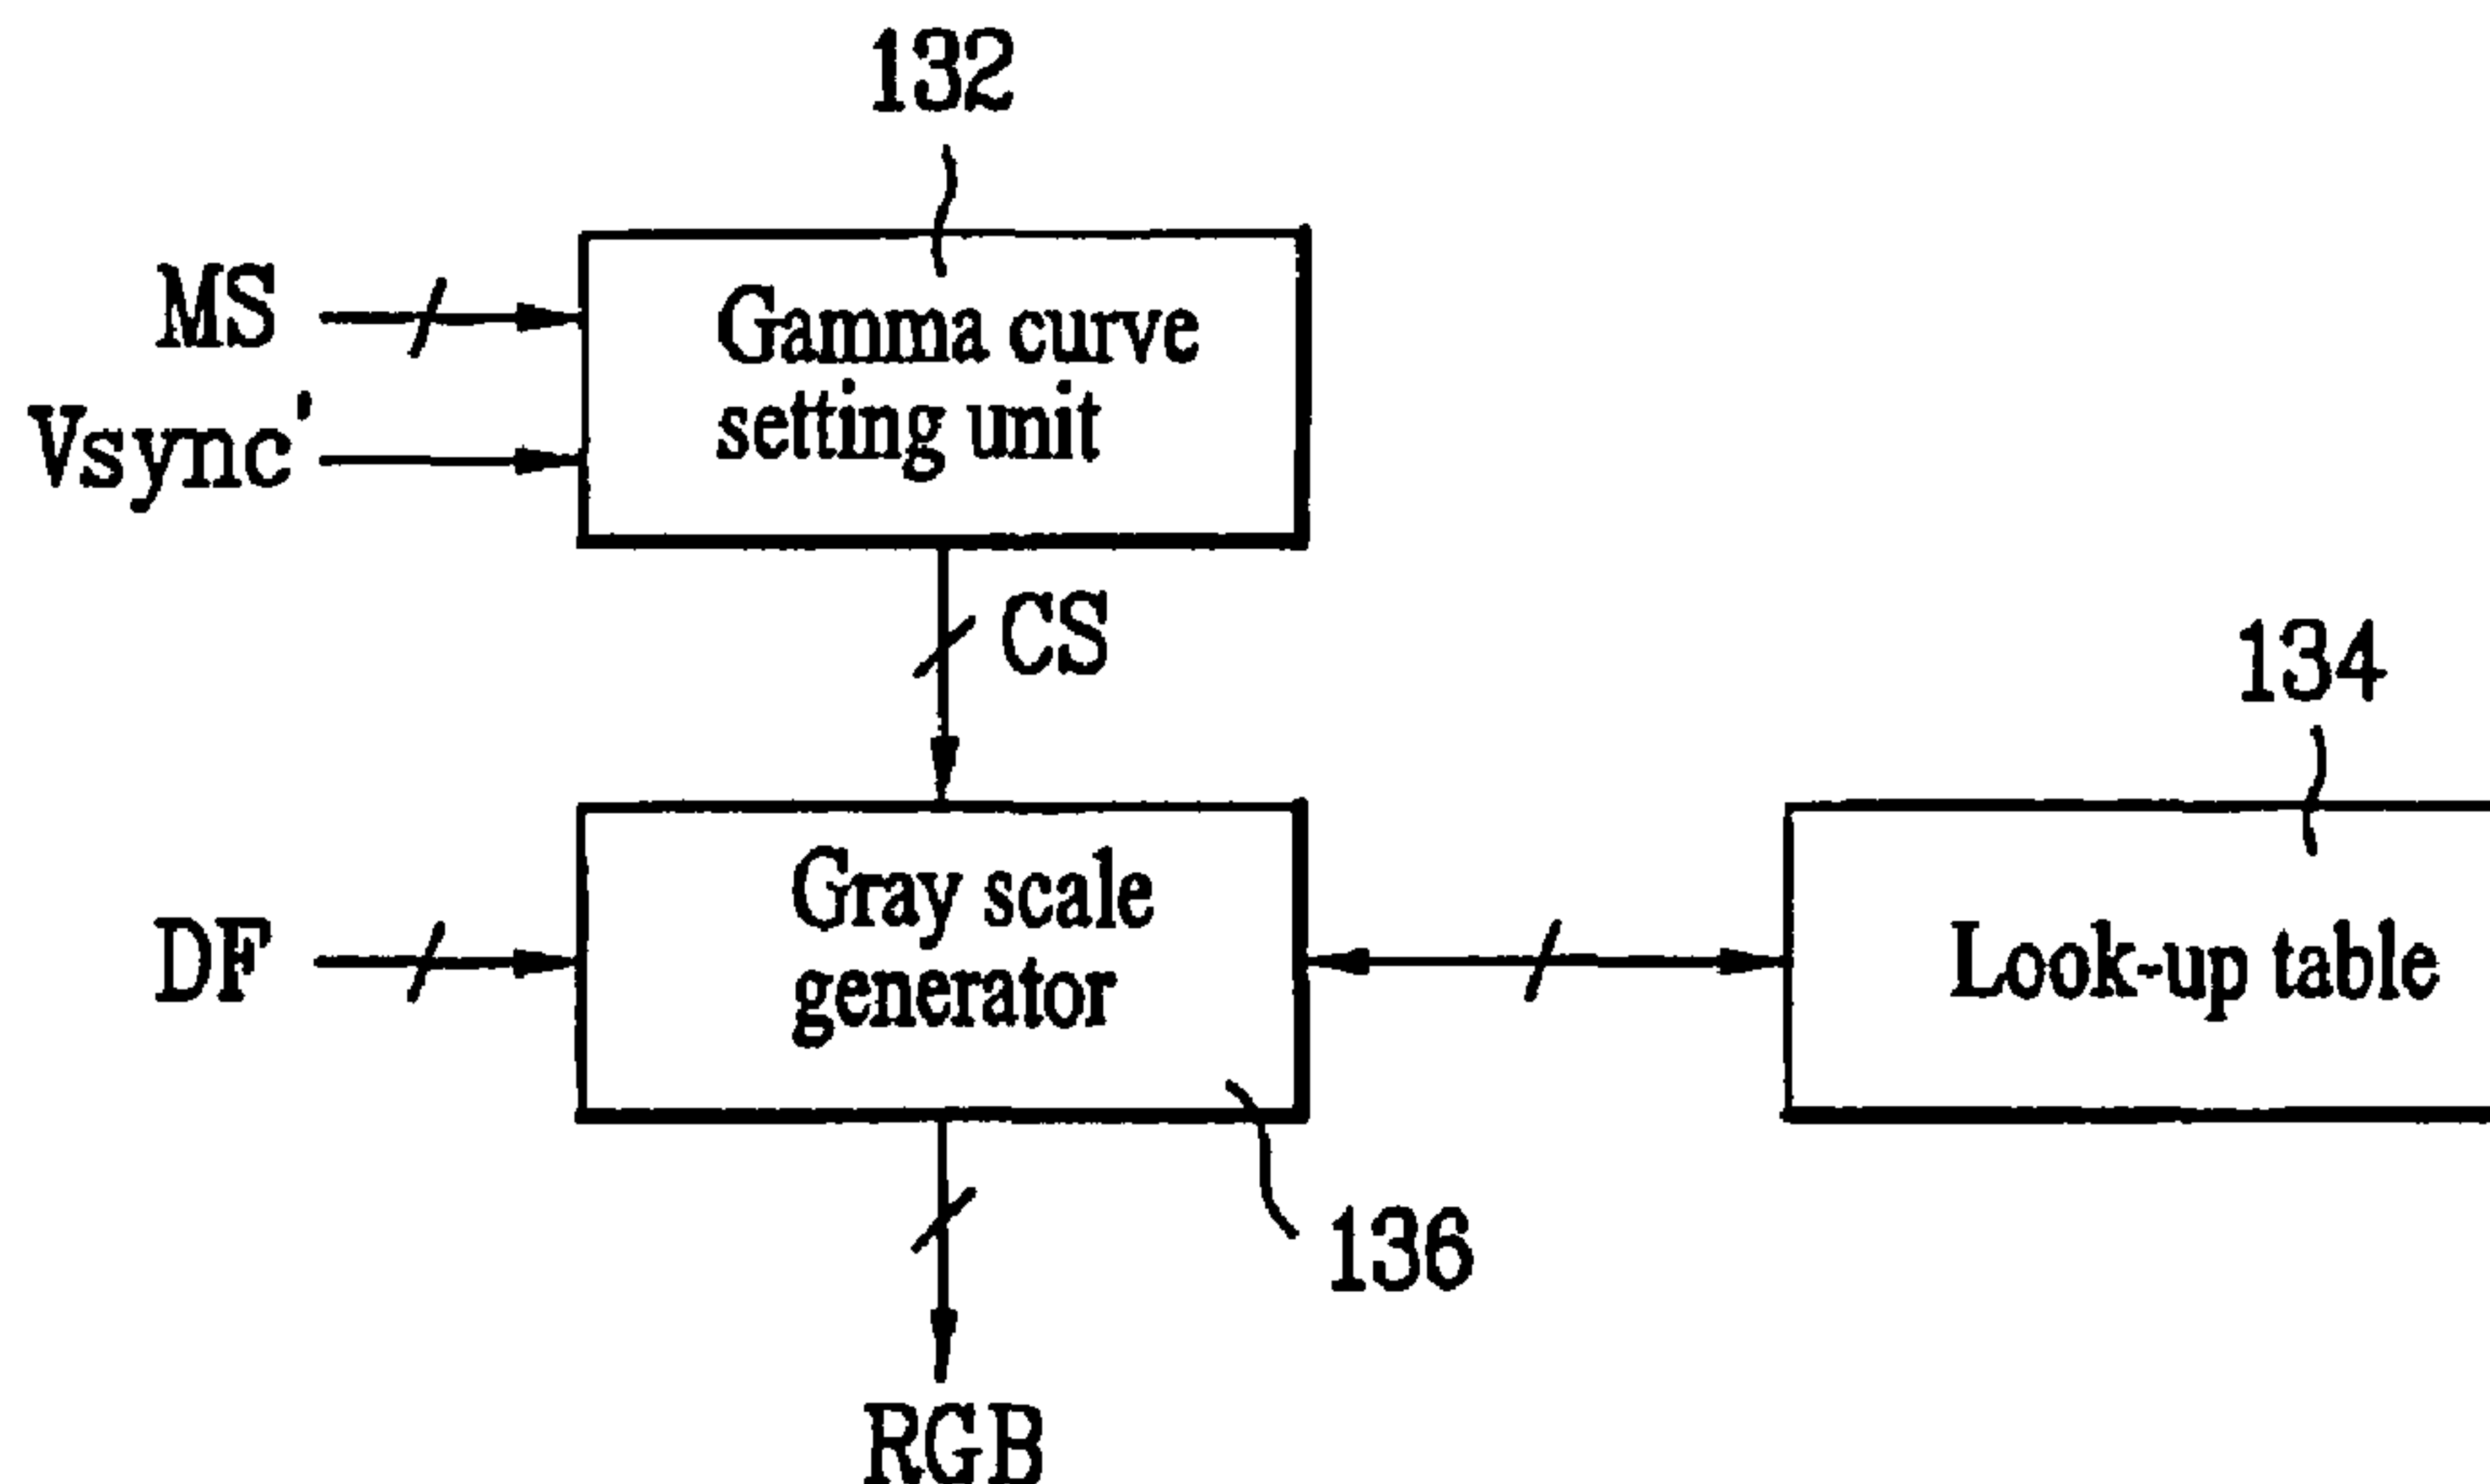 132
MS
Gamma curve
setting unit
Vsync'
CS
134
DF
Gray scale
generator
Look-up table
136
RGB